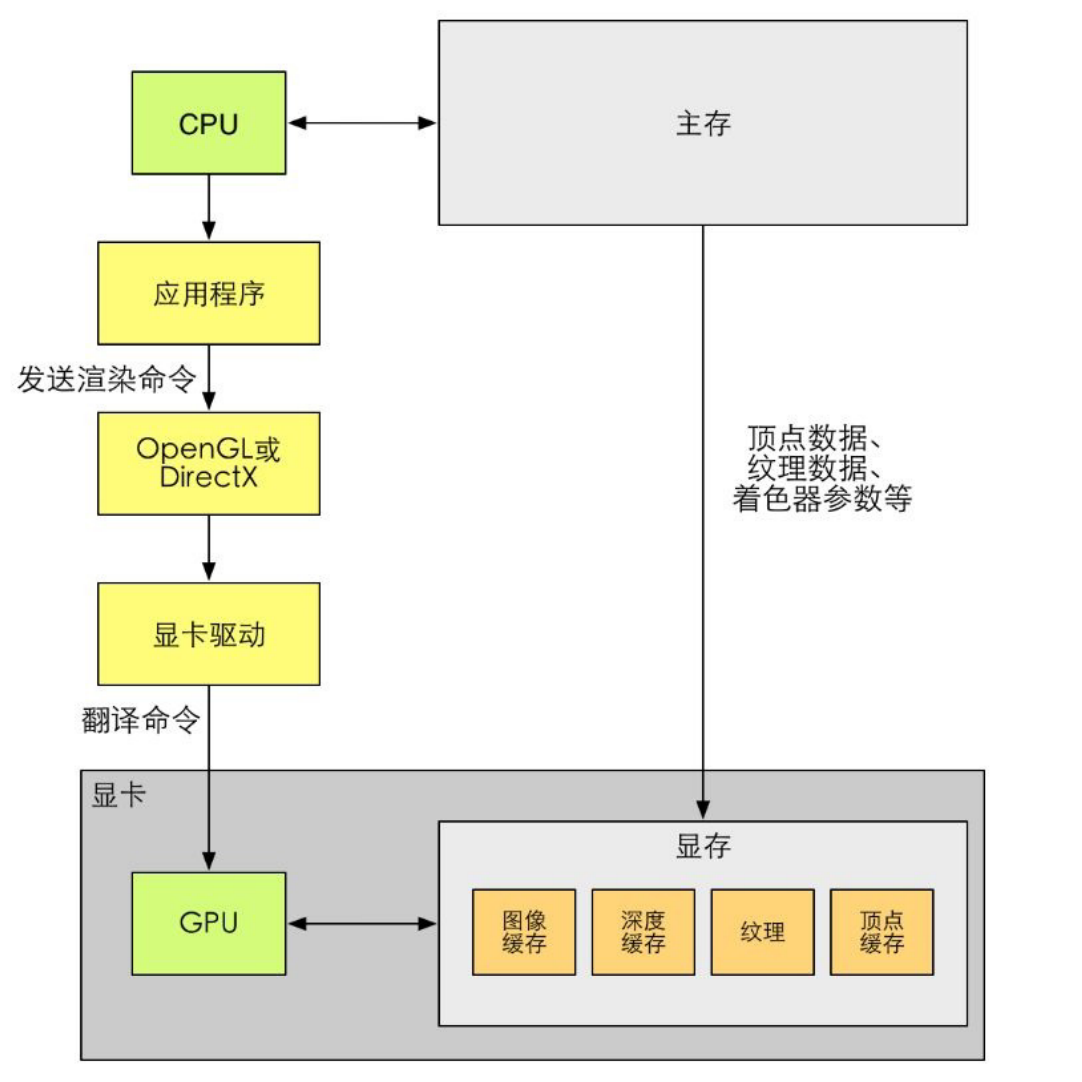 CPU
主存
应用程序
发送渲染命令
OpenGL或
DirectX
顶点数据、
纹理数据、
着色器参数等
显卡驱动
翻译命令
显卡
显存
GPU
图像
缓存
深度
缓存
纹理
顶点
缓存